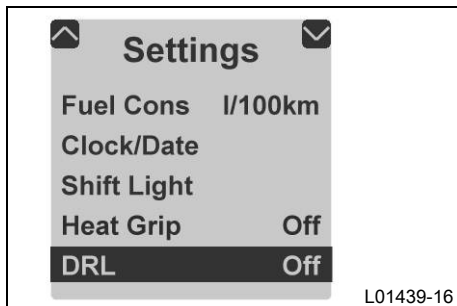 Settings
Fuel Cons l/100km
Clock/Date
Shift Light
Heat Grip Off
DRL Off
L01439-16